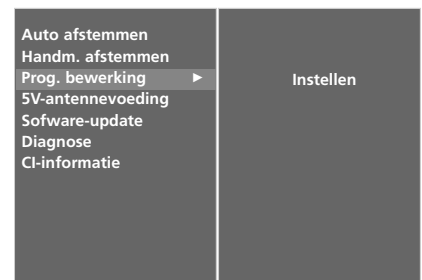 Auto afstemmen
Handm. afstemmen
Prog. bewerking ►
5V-antennevoeding
Sofware-update
Diagnose
CI-informatie
Instellen